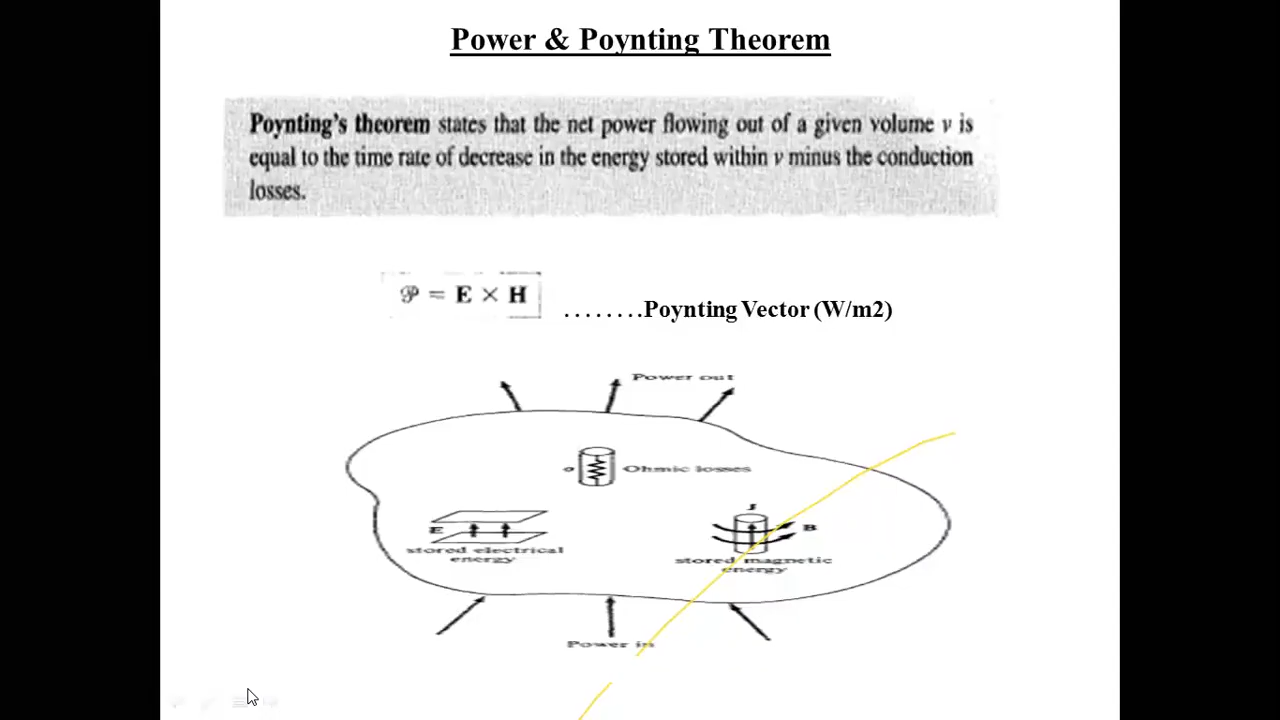 Power & Poynting Theorem
Poynting's theorem states that the net power flowing out of a given volume v is
equal to the time rate of decrease in the energy stored within v minus the conduction
losses.
𝒫 = E × H
........Poynting Vector (W/m2)
Power out
σ Ohmic losses
J
E
B
stored electrical
energy
stored magnetic
energy
Power in